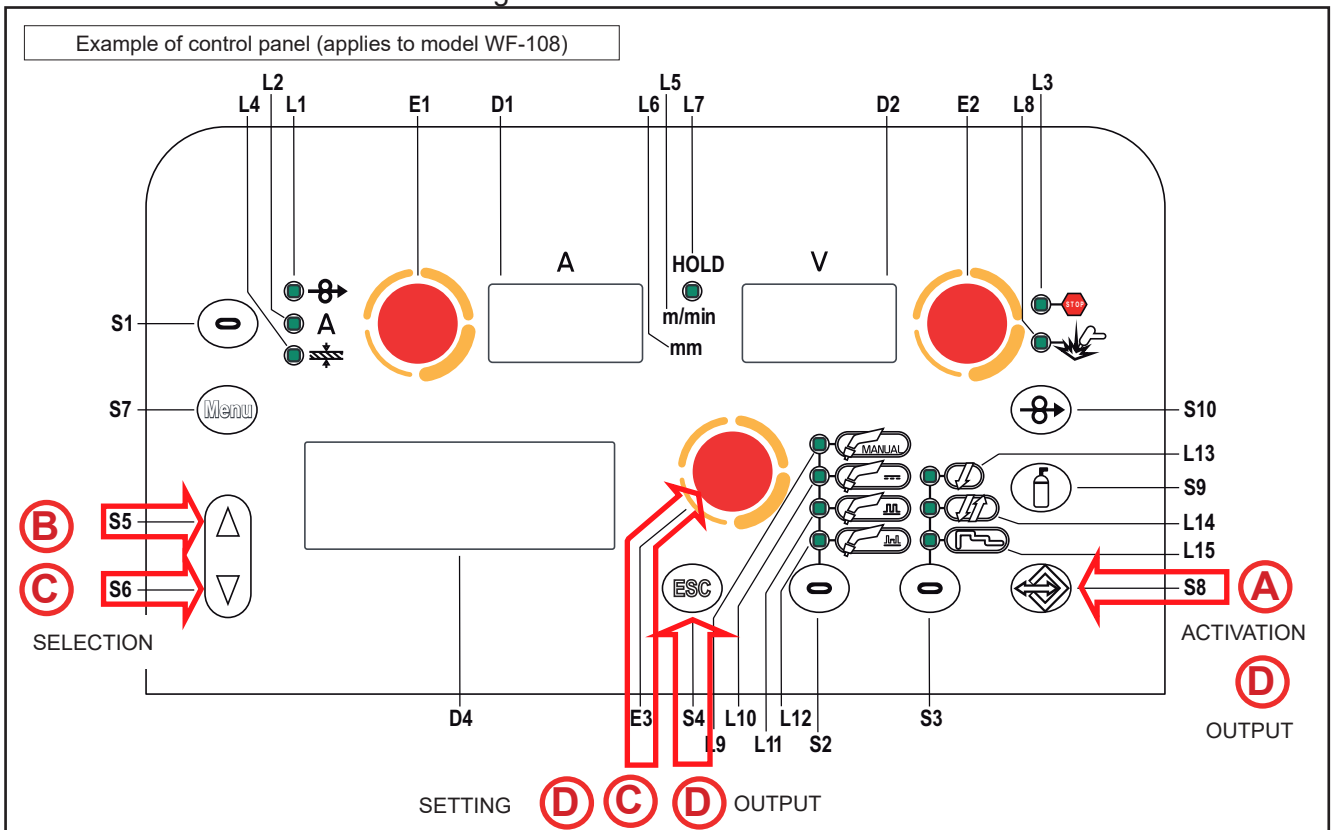 Example of control panel (applies to model WF-108)
L2 L5 L3
L4 L1 E1 D1 L6 L7 D2 E2 L8
A HOLD V
STOP
S1 A m/min
mm
S7 Menu S10
MANUAL L13
S9
B S5 L14
L15
C S6 ESC S8 A
SELECTION ACTIVATION
D
D4 E3 S4 L10 L12 S3
L9 L11 S2 OUTPUT
SETTING D C D OUTPUT